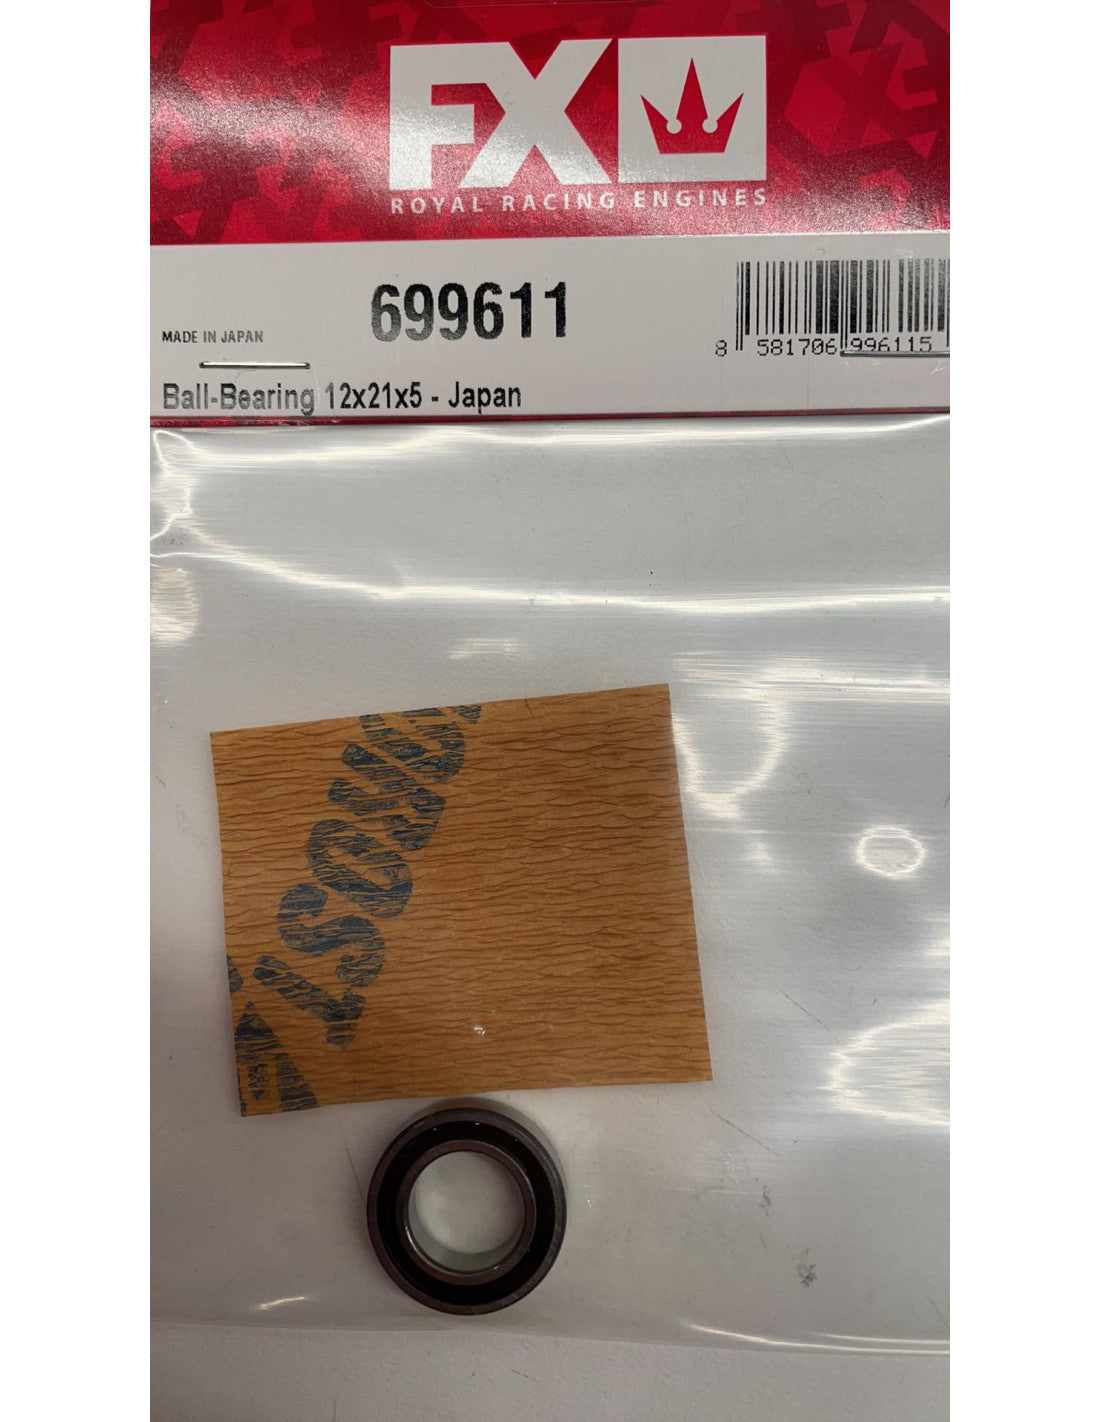 FX
ROYAL RACING ENGINES
699611
MADE IN JAPAN
8 581706 996115
Ball-Bearing 12x21x5 - Japan